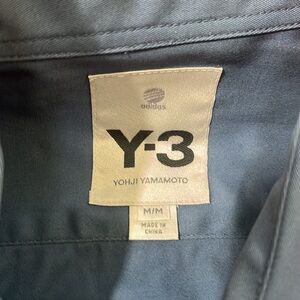 adidas
Y-3
YOHJI YAMAMOTO
M/M
MADE IN
CHINA